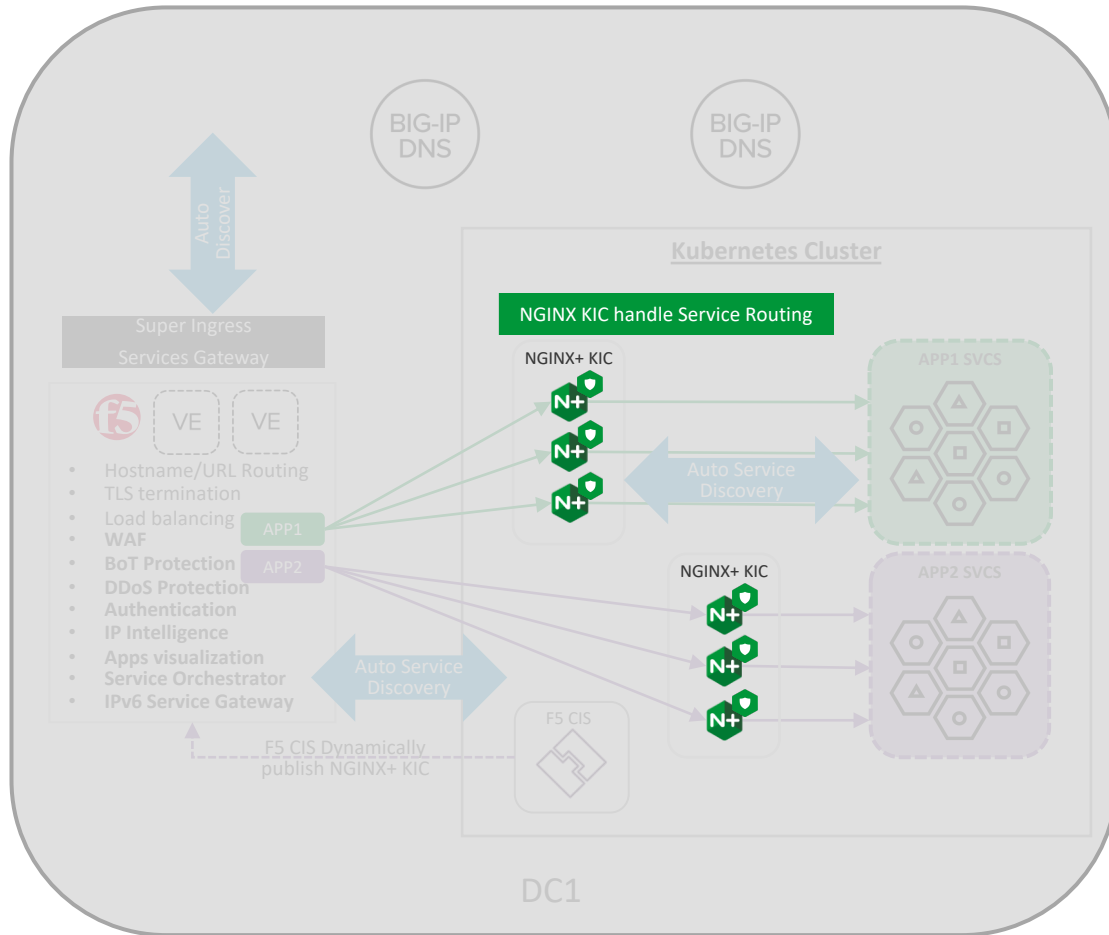 BIG-IP
DNS
BIG-IP
DNS
Auto
Discover
Kubernetes Cluster
NGINX KIC handle Service Routing
Super Ingress
Services Gateway
NGINX+ KIC
N+
N+
N+
APP1 SVCS
Auto Service
Discovery
f5
VE
VE
• Hostname/URL Routing
• TLS termination
• Load balancing
• WAF
• BoT Protection
• DDoS Protection
• Authentication
• IP Intelligence
• Apps visualization
• Service Orchestrator
• IPv6 Service Gateway
APP1
APP2
NGINX+ KIC
N+
N+
N+
APP2 SVCS
Auto Service
Discovery
F5 CIS
F5 CIS Dynamically
publish NGINX+ KIC
DC1